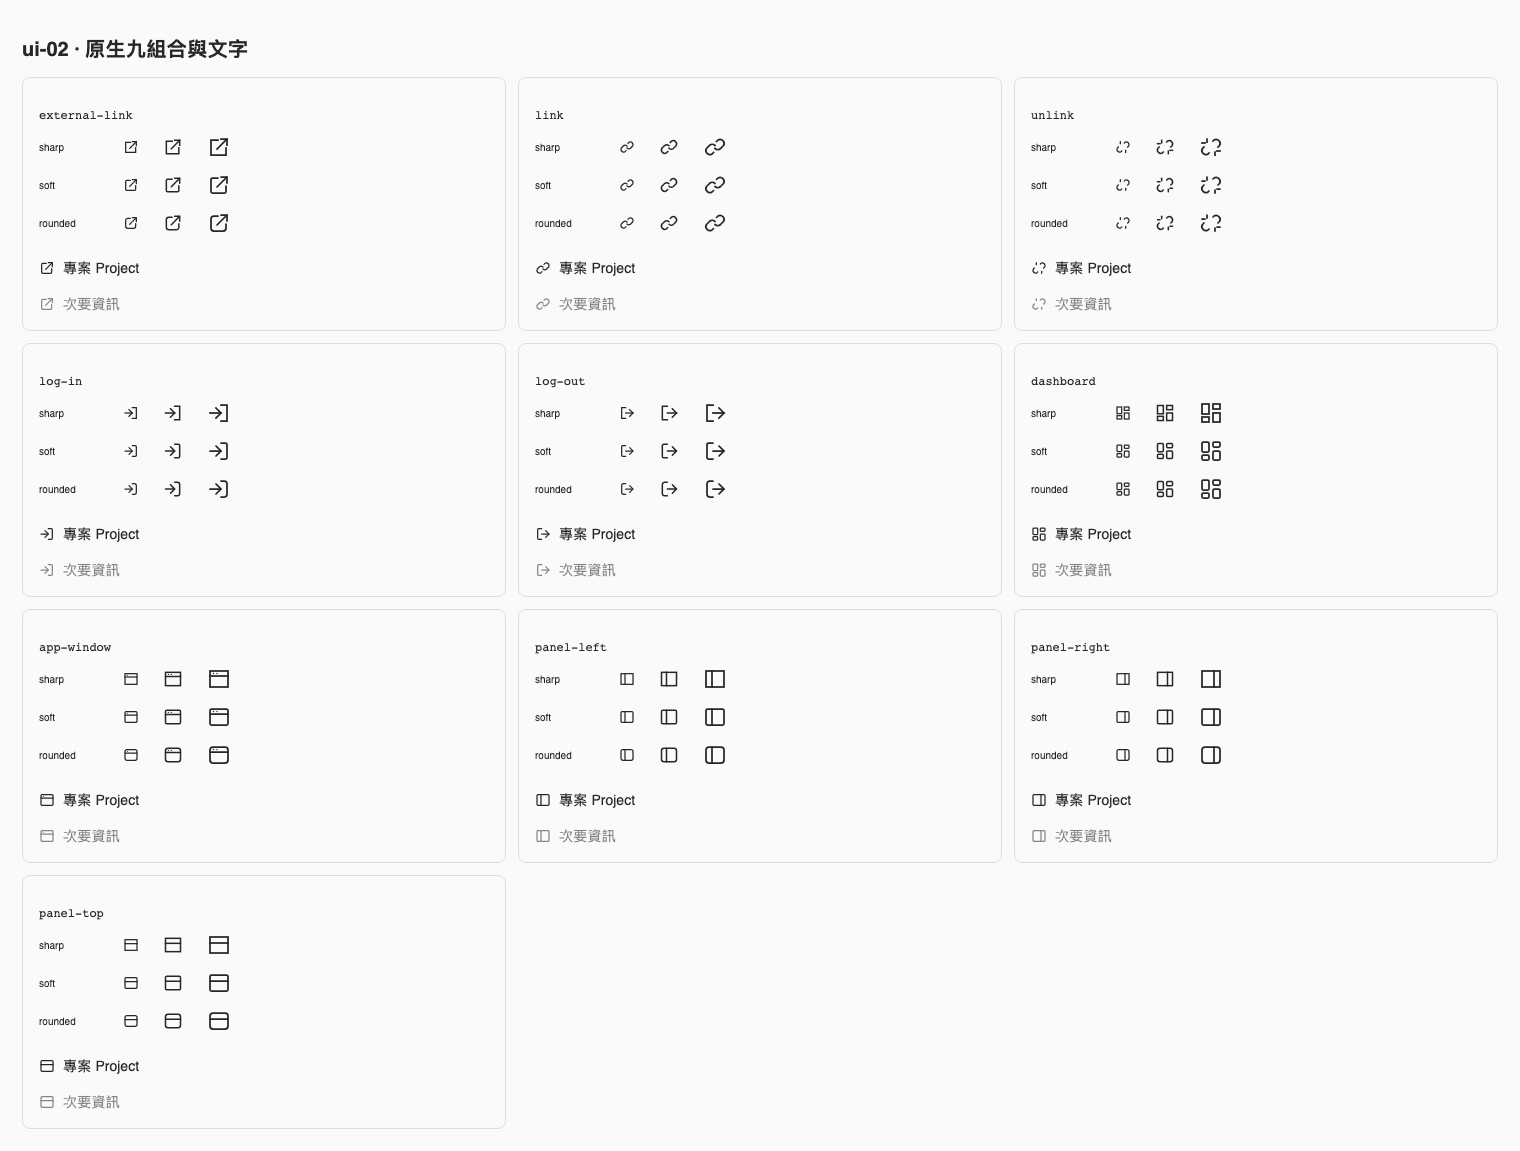 ui-02 · 原生九組合與文字
external-link
sharp
soft
rounded
專案 Project
次要資訊
link
sharp
soft
rounded
專案 Project
次要資訊
unlink
sharp
soft
rounded
專案 Project
次要資訊
log-in
sharp
soft
rounded
專案 Project
次要資訊
log-out
sharp
soft
rounded
專案 Project
次要資訊
dashboard
sharp
soft
rounded
專案 Project
次要資訊
app-window
sharp
soft
rounded
專案 Project
次要資訊
panel-left
sharp
soft
rounded
專案 Project
次要資訊
panel-right
sharp
soft
rounded
專案 Project
次要資訊
panel-top
sharp
soft
rounded
專案 Project
次要資訊